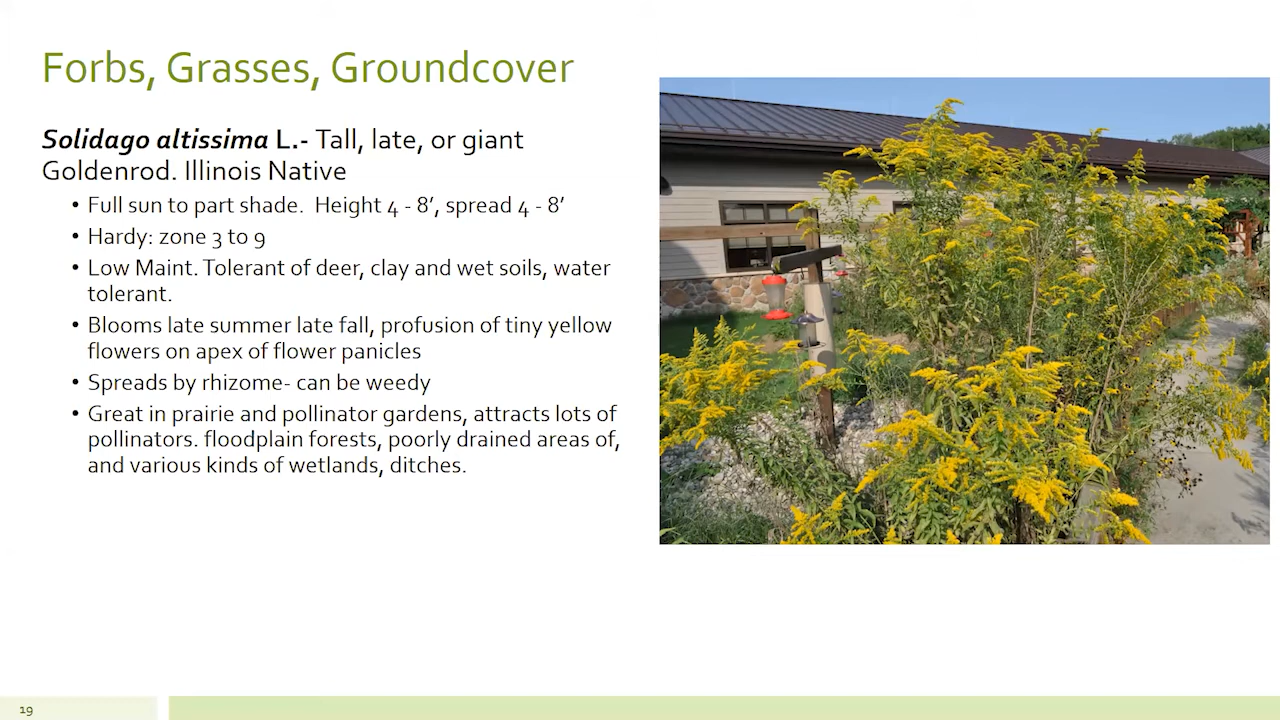 Forbs, Grasses, Groundcover
Solidago altissima L.- Tall, late, or giant
Goldenrod. Illinois Native
• Full sun to part shade.  Height 4 - 8’, spread 4 - 8’
• Hardy: zone 3 to 9
• Low Maint. Tolerant of deer, clay and wet soils, water
tolerant.
• Blooms late summer late fall, profusion of tiny yellow
flowers on apex of flower panicles
• Spreads by rhizome- can be weedy
• Great in prairie and pollinator gardens, attracts lots of
pollinators. floodplain forests, poorly drained areas of,
and various kinds of wetlands, ditches.
19